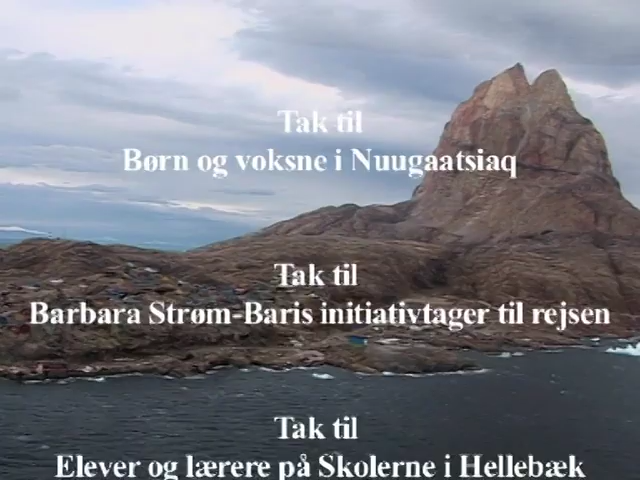 Tak til
Børn og voksne i Nuugaatsiaq
Tak til
Barbara Strøm-Baris initiativtager til rejsen
Tak til
Elever og lærere på Skolerne i Hellebæk